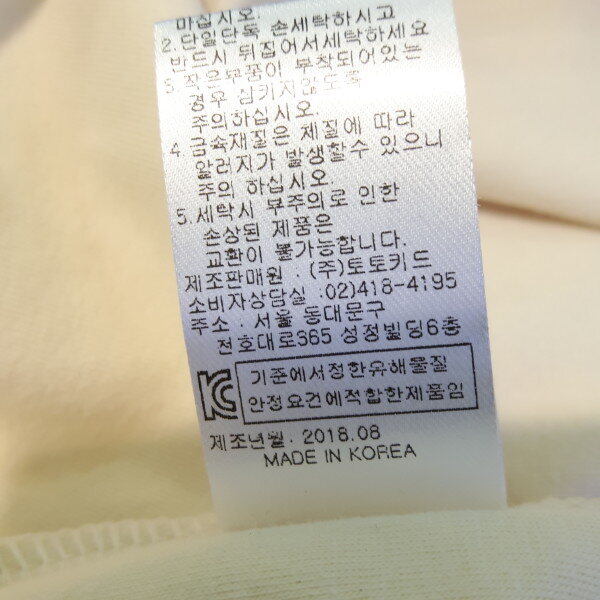 마십시오.
2.단일단독 손세탁하시고
반드시 뒤집어서세탁하세요
3.작은부품이 부착되어있는
경우 삼키지않도록
주의하십시오.
4.금속재질은 체질에 따라
알러지가 발생할수 있으니
주의 하십시오.
5.세탁시 부주의로 인한
손상된 제품은
교환이 불가능합니다.
제조판매원 : (주)토토키드
소비자상담실 :02)418-4195
주소 : 서울 동대문구
천호대로365 성정빌딩6층
KC
기준에서정한유해물질
안정요건에적합한제품임
제조년월. 2018.08
MADE IN KOREA